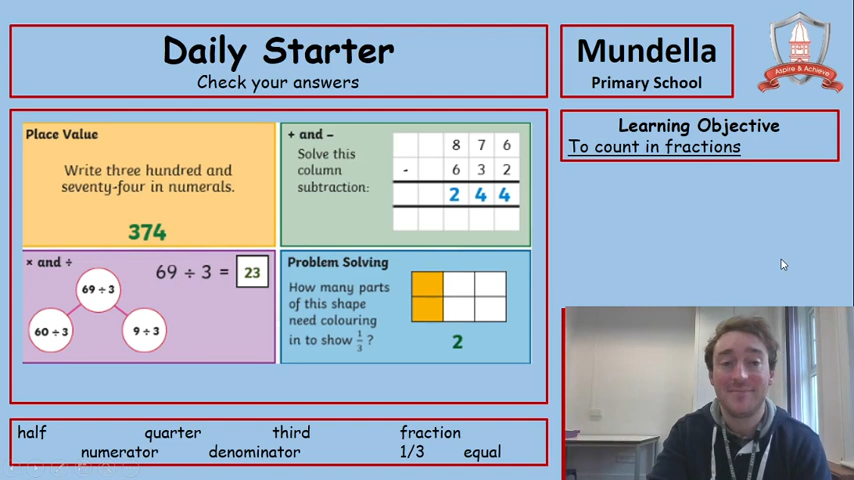 Daily Starter
Check your answers
Mundella
Primary School
Aspire & Achieve
Learning Objective
To count in fractions
Place Value
Write three hundred and
seventy-four in numerals.
374
+ and –
Solve this
column
subtraction:
8 7 6
- 6 3 2
2 4 4
× and ÷
69 ÷ 3 = 23
69 ÷ 3
60 ÷ 3
9 ÷ 3
Problem Solving
How many parts
of this shape
need colouring
in to show 1/3 ?
2
half quarter third fraction
numerator denominator 1/3 equal